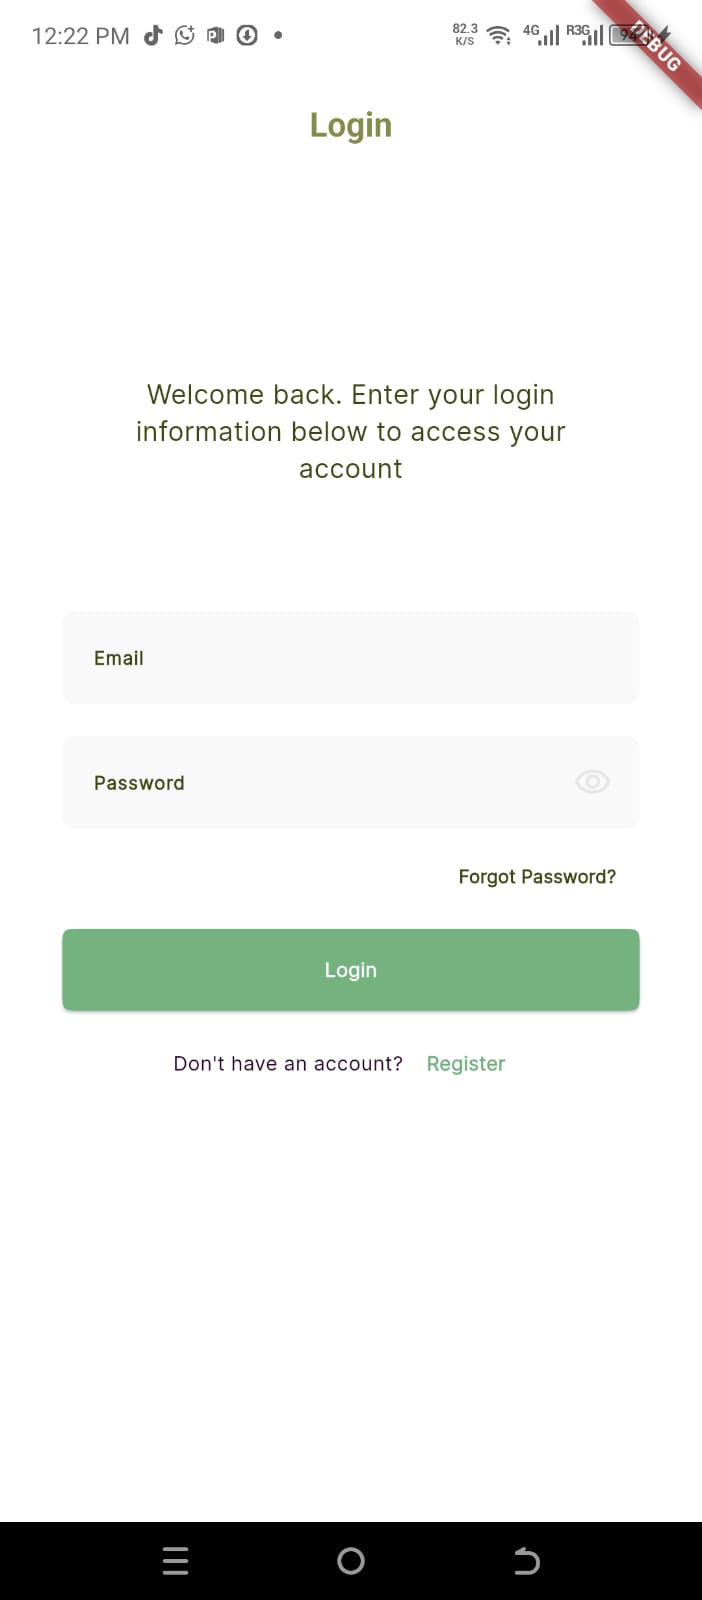 12:22 PM
82.3
K/S
4G
R3G
DEBUG
Login
Welcome back. Enter your login
information below to access your
account
Email
Password
Forgot Password?
Login
Don't have an account? Register